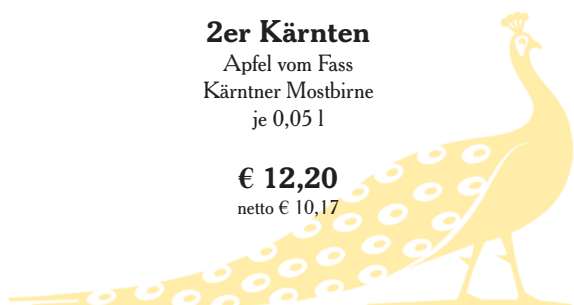 2er Kärnten
Apfel vom Fass
Kärntner Mostbirne
je 0,05 l
€ 12,20
netto € 10,17